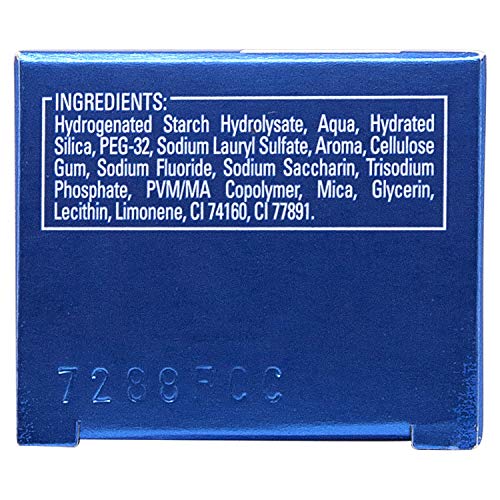 INGREDIENTS:
Hydrogenated Starch Hydrolysate, Aqua, Hydrated
Silica, PEG-32, Sodium Lauryl Sulfate, Aroma, Cellulose
Gum, Sodium Fluoride, Sodium Saccharin, Trisodium
Phosphate, PVM/MA Copolymer, Mica, Glycerin,
Lecithin, Limonene, CI 74160, CI 77891.
7288FCC